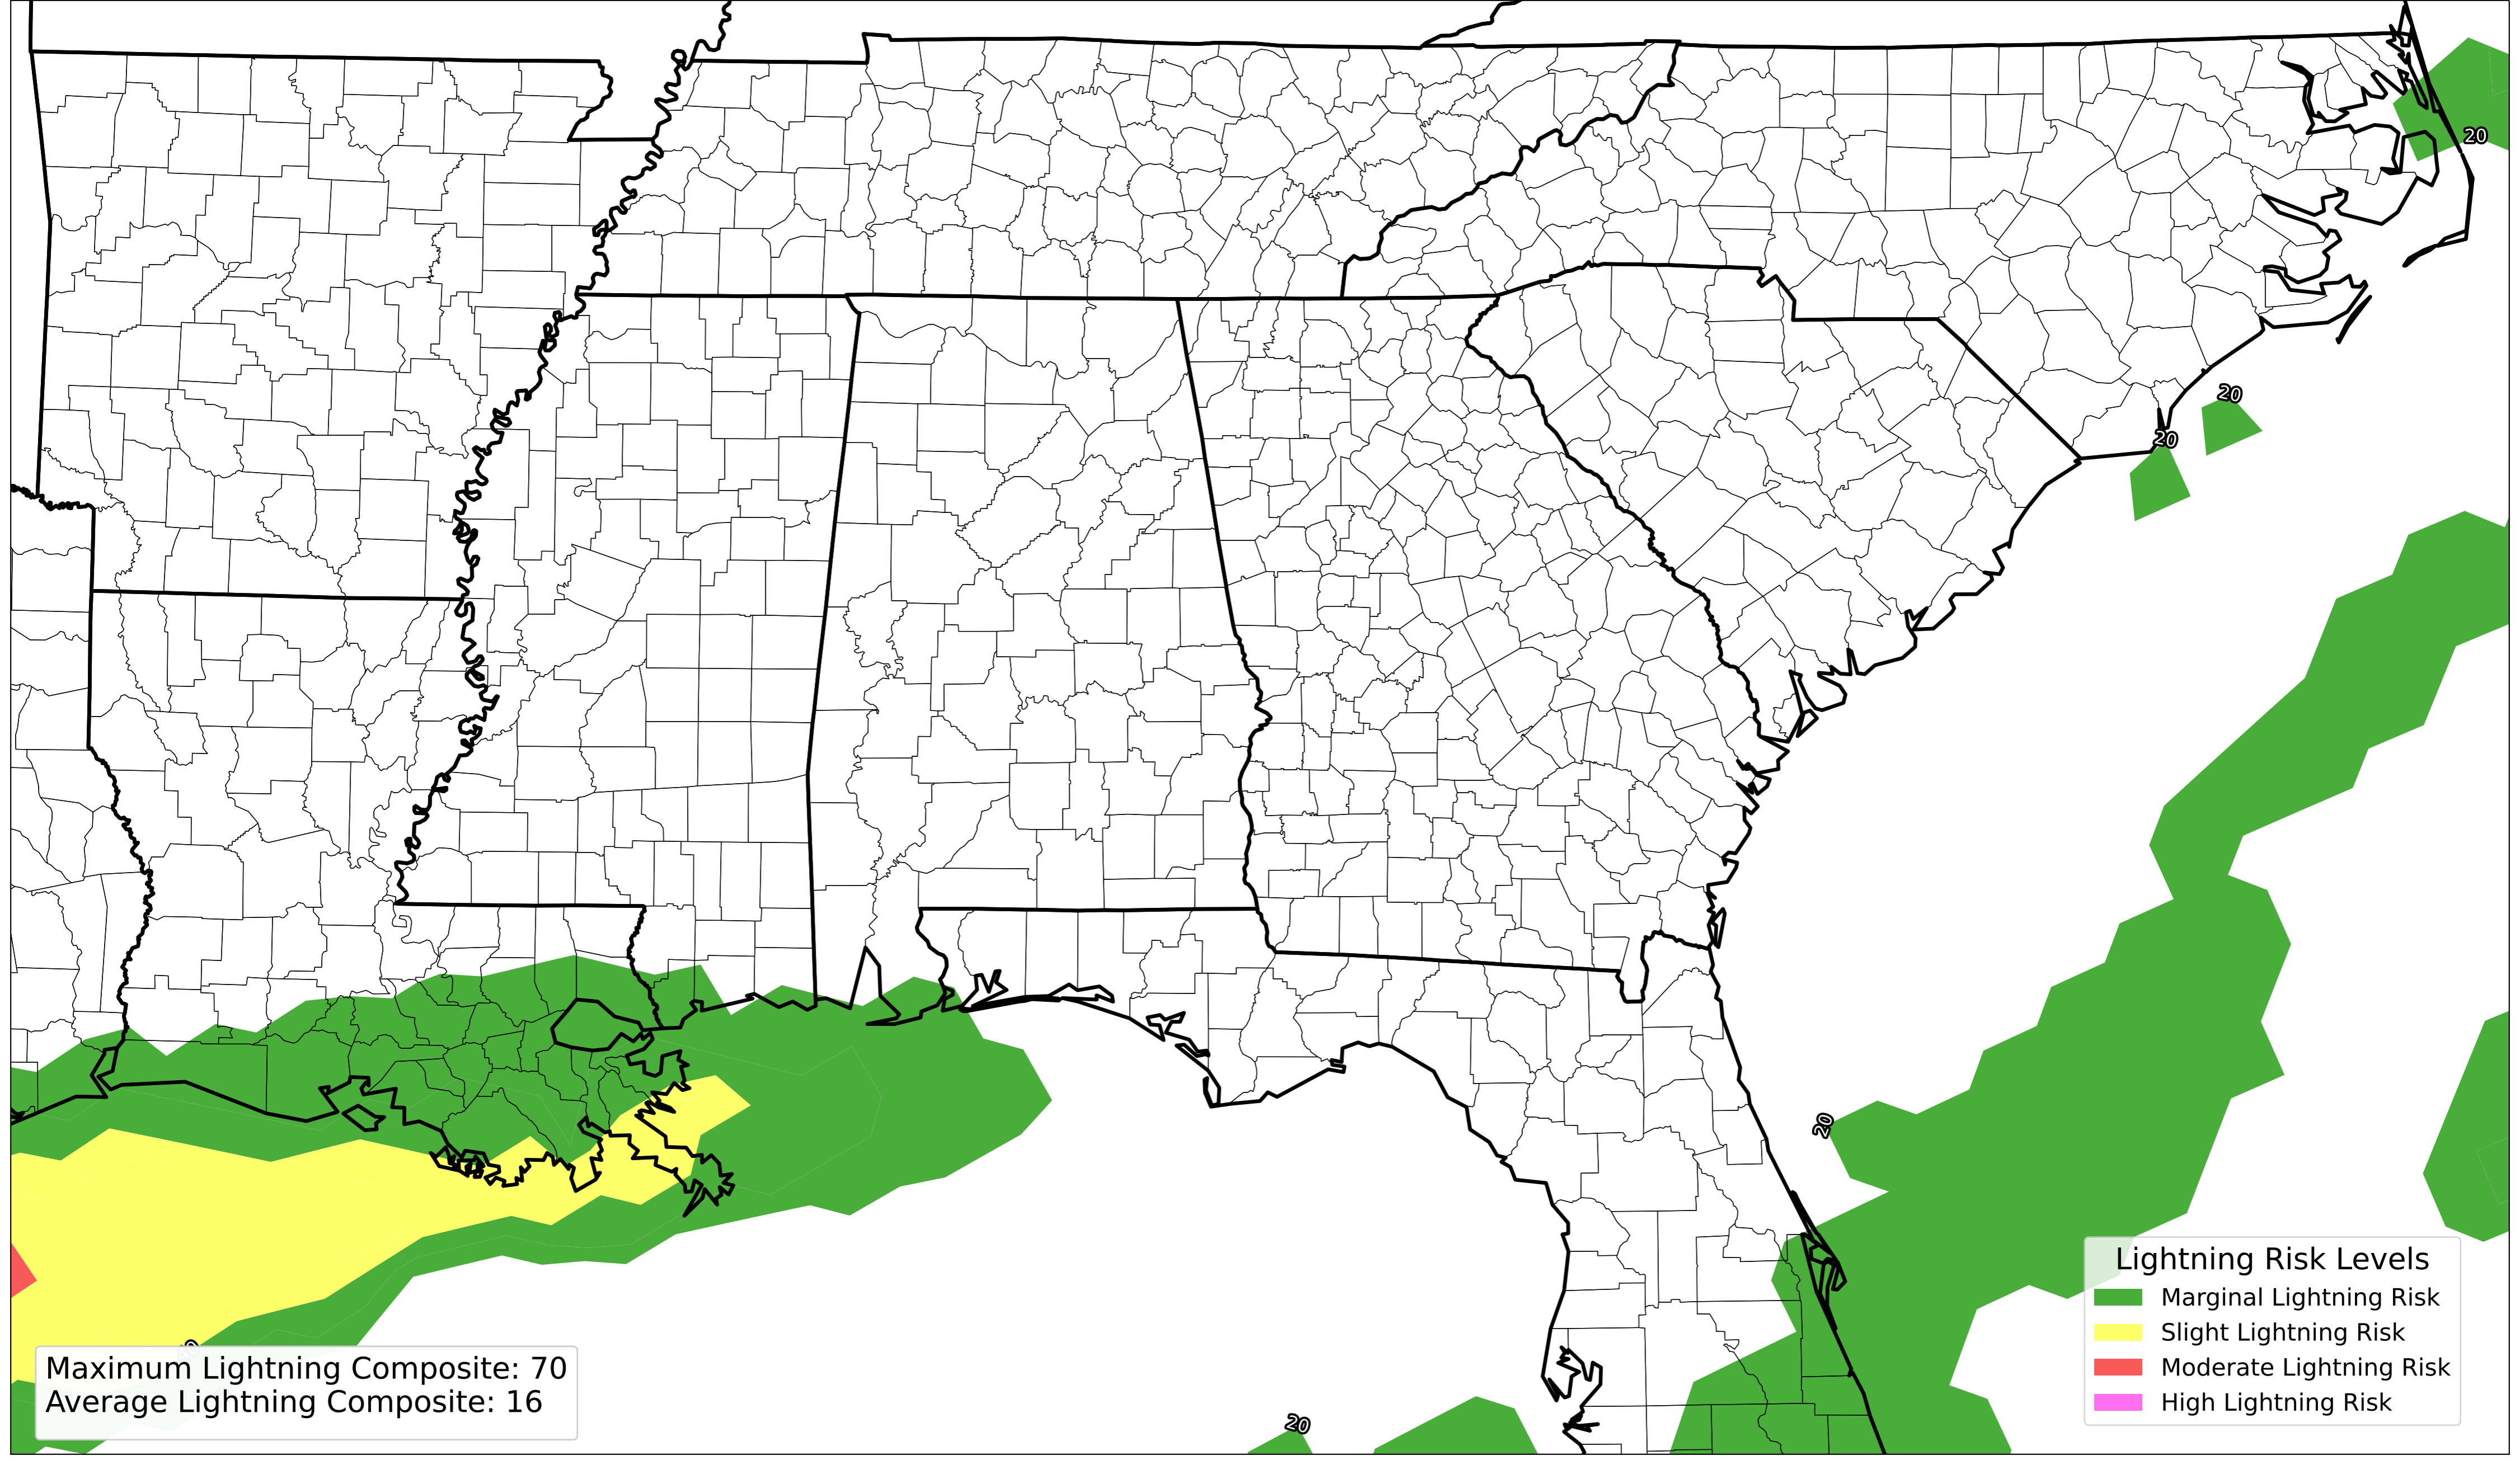 20
20
20
20
Lightning Risk Levels
Marginal Lightning Risk
Slight Lightning Risk
Moderate Lightning Risk
High Lightning Risk
Maximum Lightning Composite: 70
Average Lightning Composite: 16
20